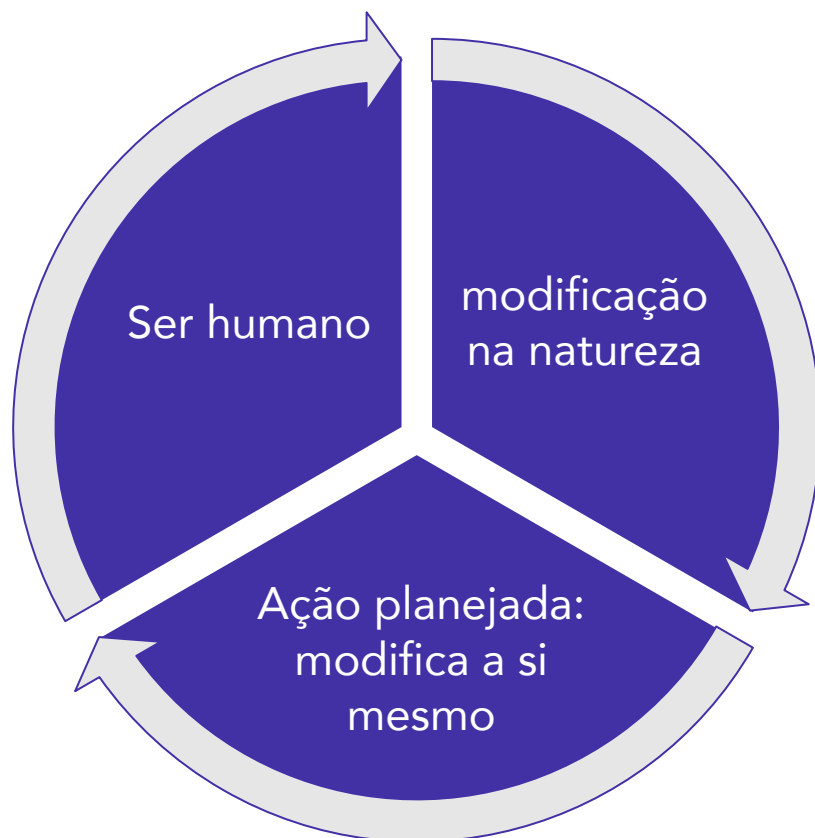 Ser humano
modificação
na natureza
Ação planejada:
modifica a si
mesmo